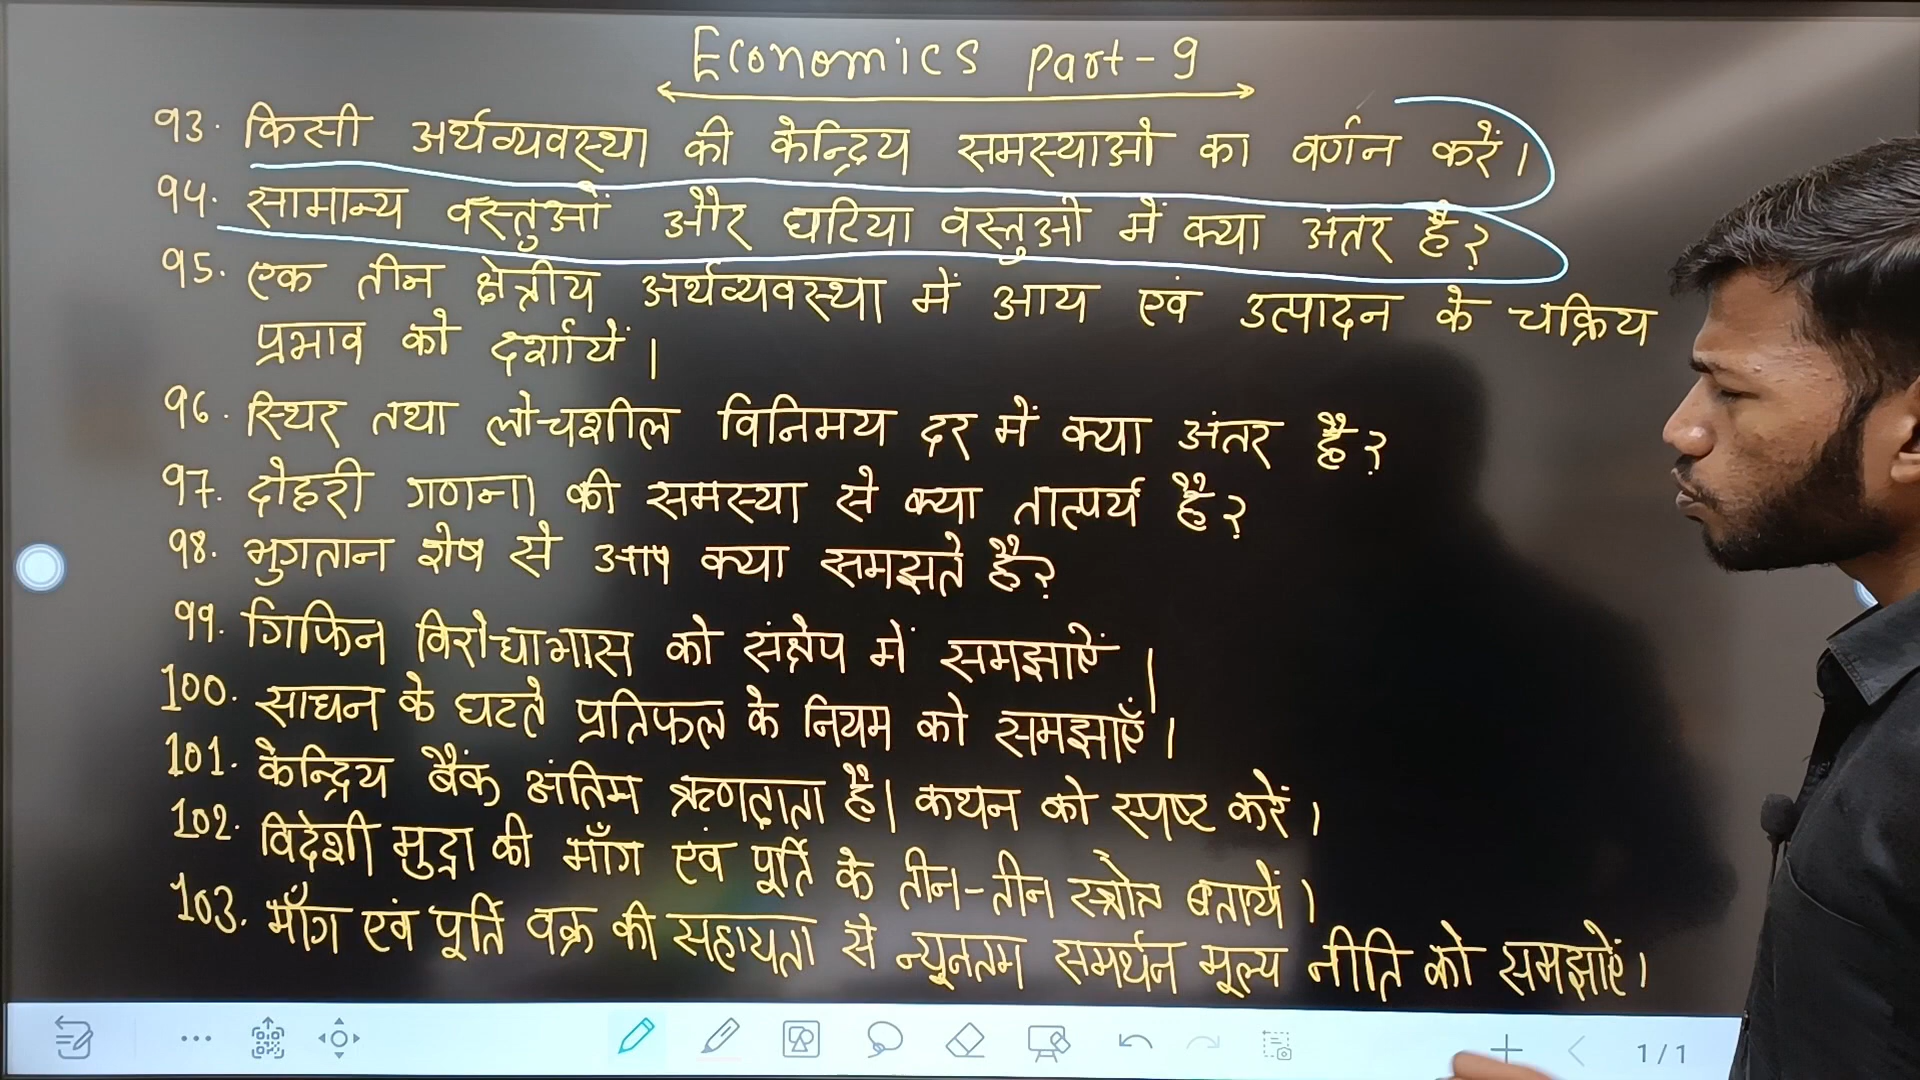 Economics part-9
93. किसी अर्थव्यवस्था की केन्द्रिय समस्याओ का वर्णन करें।
94. सामान्य वस्तुओं और घटिया वस्तुओ में क्या अंतर है?
95. एक तीन क्षेत्रीय अर्थव्यवस्था में आय एवं उत्पादन के चक्रिय
प्रभाव को दर्शायें।
96. स्थिर तथा लोचशील विनिमय दर में क्या अंतर है?
97. दोहरी गणना की समस्या से क्या तात्पर्य है?
98. भुगतान शेष से आप क्या समझते है?
99. गिफिन विरोधाभास को संक्षेप में समझाऐं।
100. साधन के घटते प्रतिफल के नियम को समझाएँ।
101. केन्द्रिय बैंक अंतिम ऋणदाता है। कथन को स्पष्ट करें।
102. विदेशी मुद्रा की माँग एवं पूर्ति के तीन-तीन स्त्रोत बतायें।
103. माँग एवं पूर्ति वक्र की सहायता से न्यूनतम समर्थन मूल्य नीति को समझाऐं।
1/1